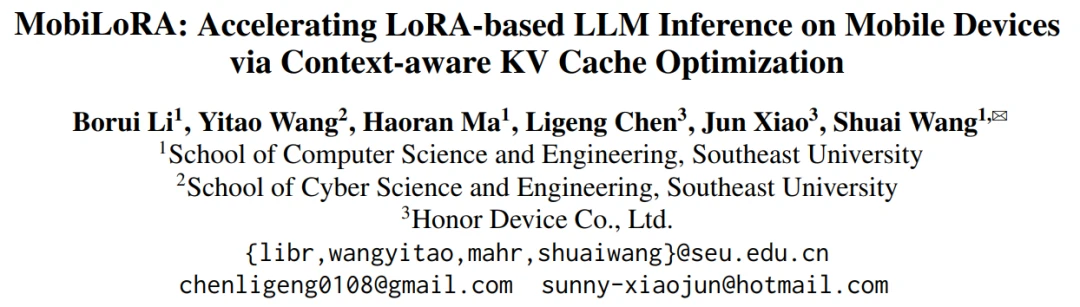 MobiLoRA: Accelerating LoRA-based LLM Inference on Mobile Devices
via Context-aware KV Cache Optimization
Borui Li¹, Yitao Wang², Haoran Ma¹, Ligeng Chen³, Jun Xiao³, Shuai Wang¹,✉
¹School of Computer Science and Engineering, Southeast University
²School of Cyber Science and Engineering, Southeast University
³Honor Device Co., Ltd.
{libr,wangyitao,mahr,shuaiwang}@seu.edu.cn
chenligeng0108@gmail.com sunny-xiaojun@hotmail.com